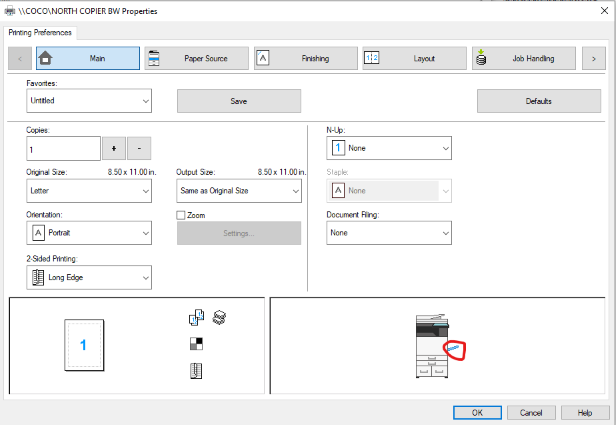 \\COCO\NORTH COPIER BW Properties
Printing Preferences
<
Main
Paper Source
A
Finishing
1 2
Layout
Job Handling
>
Favorites:
Untitled
Save
Defaults
Copies:
1
+
-
N-Up:
1 None
Original Size:
8.50 x 11.00 in.
Output Size:
8.50 x 11.00 in.
Staple:
Letter
Same as Original Size
A None
Orientation:
Zoom
Document Filing:
A Portrait
Settings...
None
2-Sided Printing:
Long Edge
1
OK
Cancel
Help